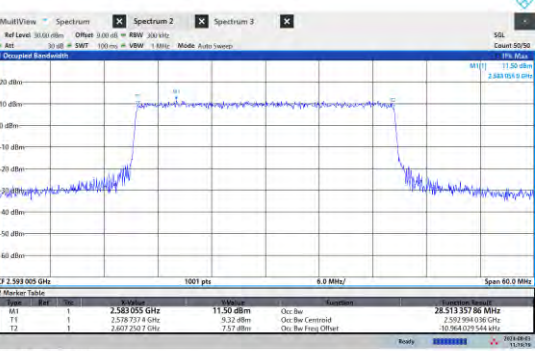 MultiView Spectrum X Spectrum 2 X Spectrum 3 X
Ref Level 30.00 dBm Offset 9.00 dB RBW 300 kHz SGL
Att 30 dB SWT 100 ms VBW 1 MHz Mode Auto Sweep Count 50/50
Occupied Bandwidth 1Pk Max
M1[1] 11.50 dBm
2.583 055 0 GHz
20 dBm
M1
10 dBm
0 dBm
-10 dBm
-20 dBm
-30 dBm
-40 dBm
-50 dBm
-60 dBm
CF 2.593 005 GHz 1001 pts 6.0 MHz/ Span 60.0 MHz
Marker Table
Type Ref Trc X-Value Y-Value Function Function Result
M1 1 2.583055 GHz 11.50 dBm Occ Bw 28.513 357 86 MHz
T1 1 2.578 737 4 GHz 9.32 dBm Occ Bw Centroid 2.592 994 036 GHz
T2 1 2.607 250 7 GHz 7.57 dBm Occ Bw Freq Offset -10.964 029 544 kHz
Ready